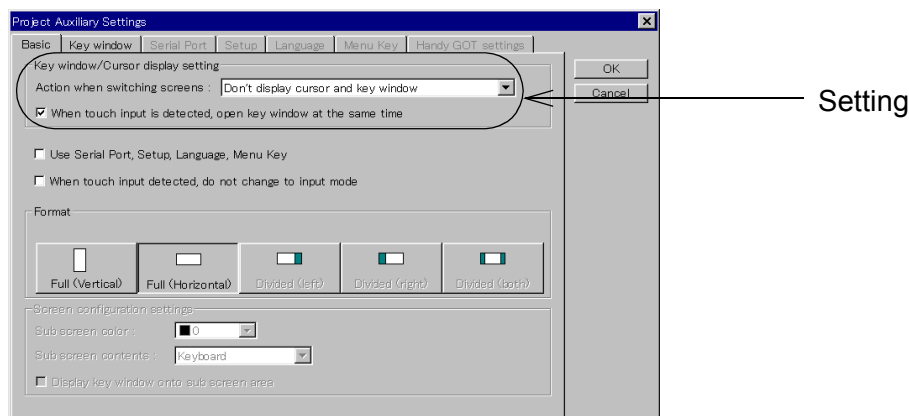 Project Auxiliary Settings
Basic Key window Serial Port Setup Language Menu Key Handy GOT settings
Key window/Cursor display setting
OK
Action when switching screens : Don't display cursor and key window
Cancel
Setting
When touch input is detected, open key window at the same time
Use Serial Port, Setup, Language, Menu Key
When touch input detected, do not change to input mode
Format
Full (Vertical) Full (Horizontal) Divided (left) Divided (right) Divided (both)
Screen configuration settings
Sub screen color : 0
Sub screen contents : Keyboard
Display key window onto sub screen area